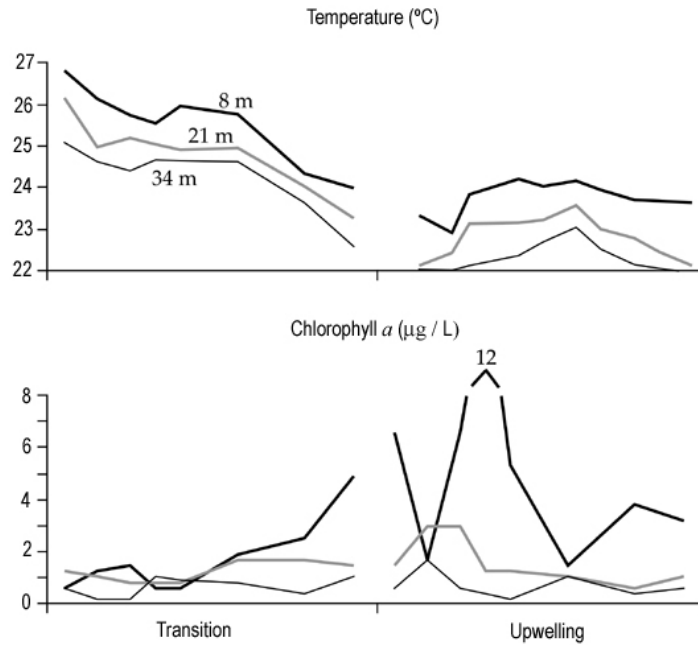 Temperature (ºC)
27
26
25
24
23
22
8 m
21 m
34 m
Chlorophyll a (µg / L)
12
8
6
4
2
0
Transition
Upwelling